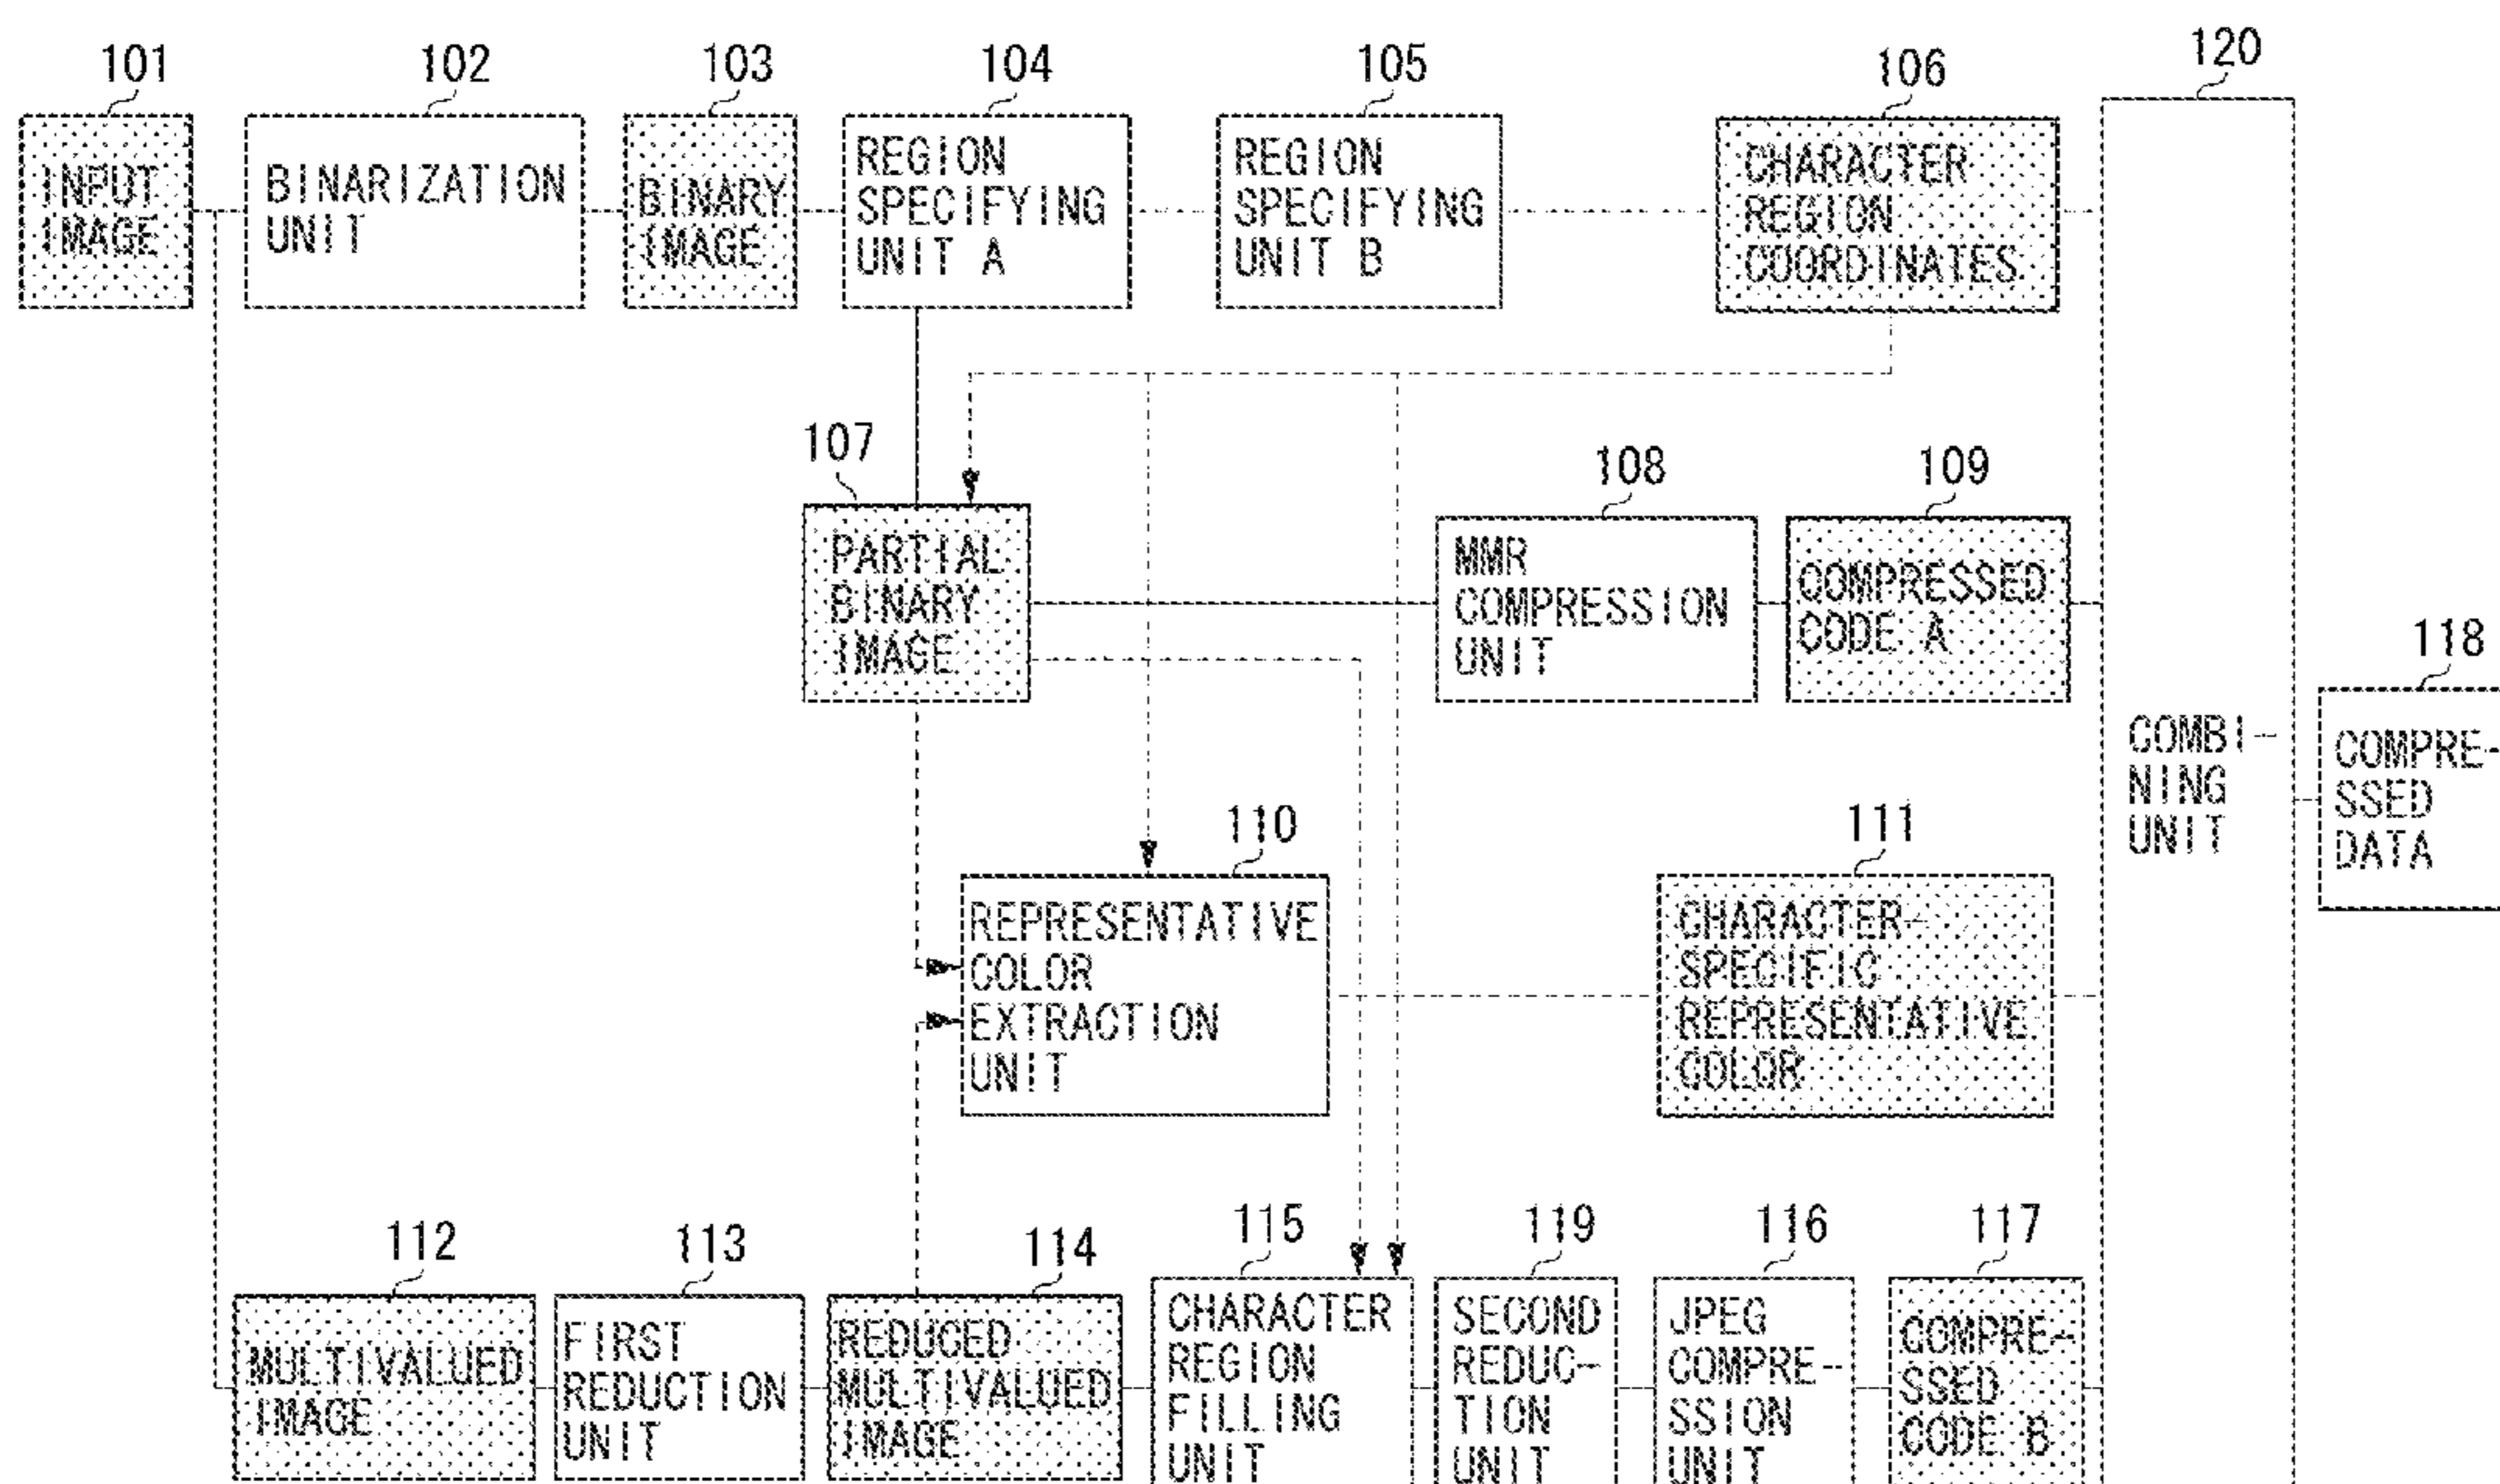 101
102
103
104
105
106
120
INPUT
IMAGE
BINARIZATION
UNIT
BINARY
IMAGE
REGION
SPECIFYING
UNIT A
REGION
SPECIFYING
UNIT B
CHARACTER
REGION
COORDINATES
107
108
109
PARTIAL
BINARY
IMAGE
MMR
COMPRESSION
UNIT
COMPRESSED
CODE A
118
COMBI-
NING
UNIT
COMPRE-
SSED
DATA
110
111
REPRESENTATIVE
COLOR
EXTRACTION
UNIT
CHARACTER-
SPECIFIC
REPRESENTATIVE
COLOR
112
113
114
115
119
116
117
MULTIVALUED
IMAGE
FIRST
REDUCTION
UNIT
REDUCED
MULTIVALUED
IMAGE
CHARACTER
REGION
FILLING
UNIT
SECOND
REDUC-
TION
UNIT
JPEG
COMPRE-
SSION
UNIT
COMPRE-
SSED
CODE B